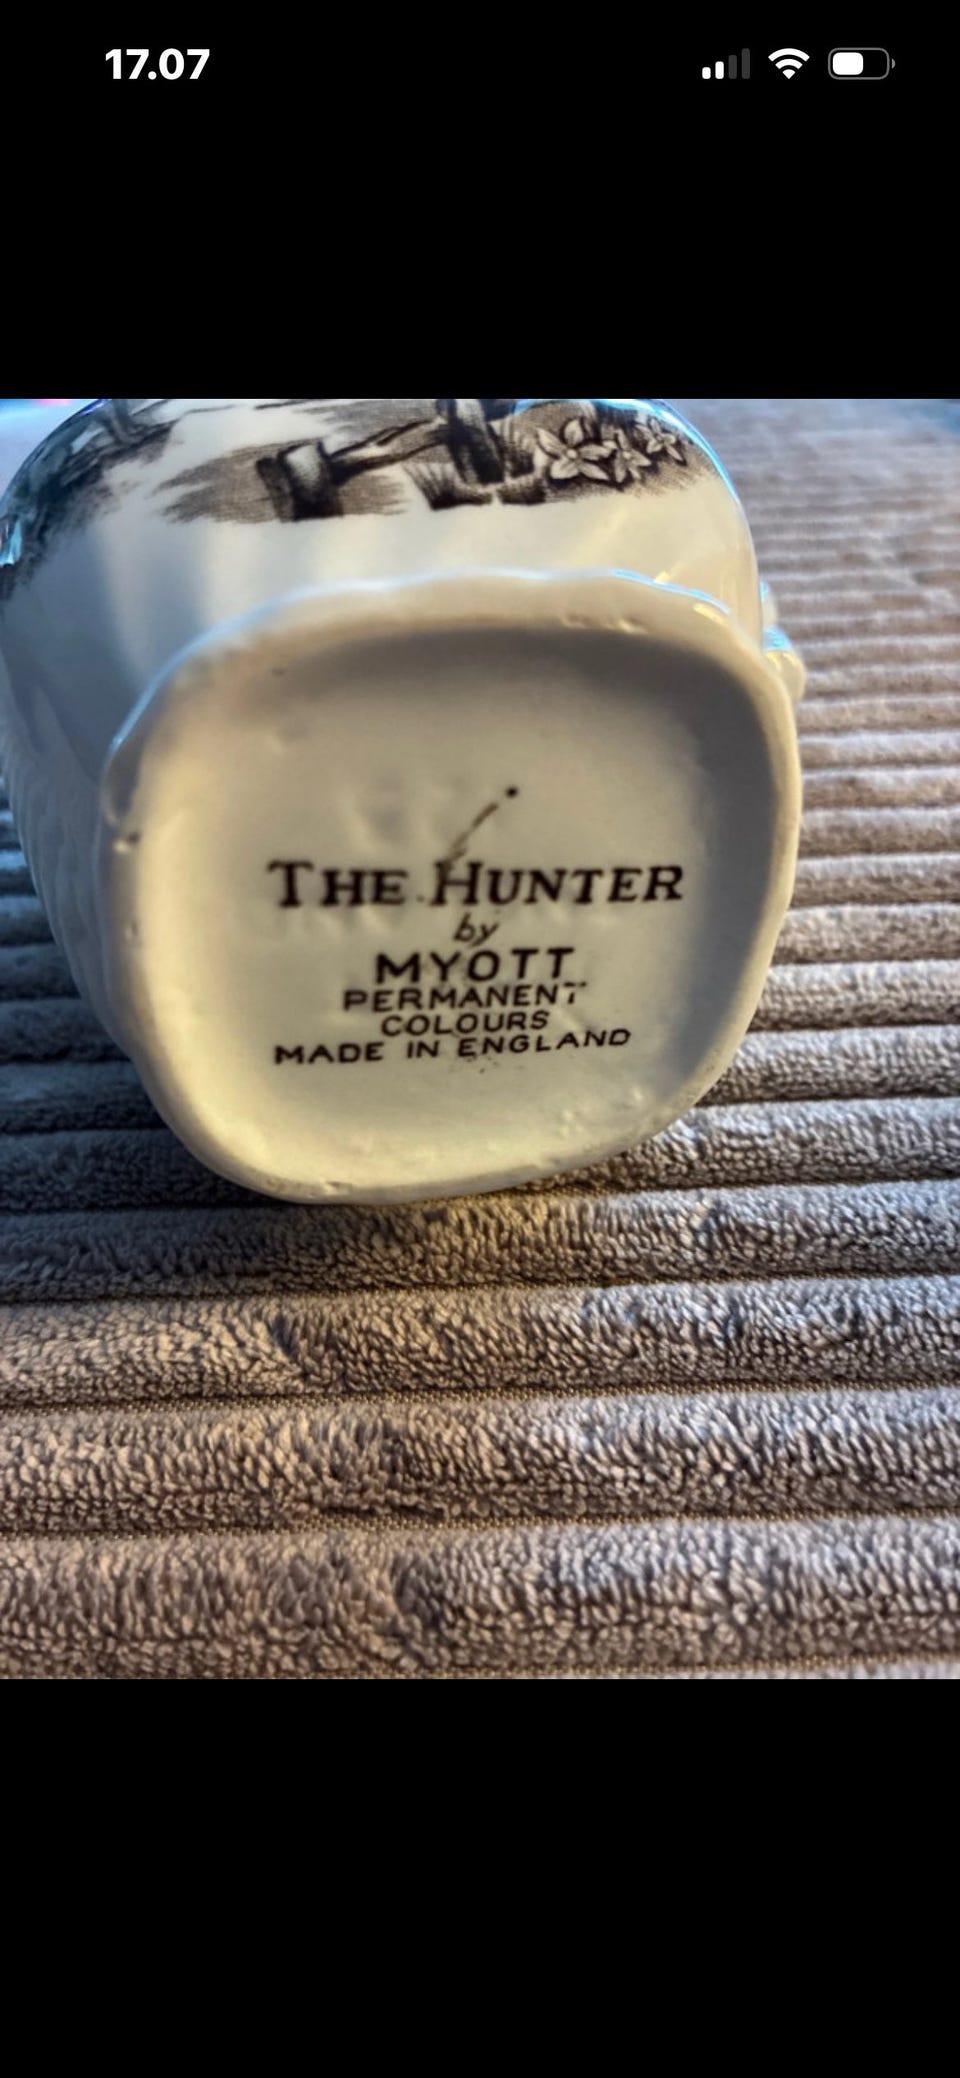 17.07
THE HUNTER
by
MYOTT
PERMANENT
COLOURS
MADE IN ENGLAND